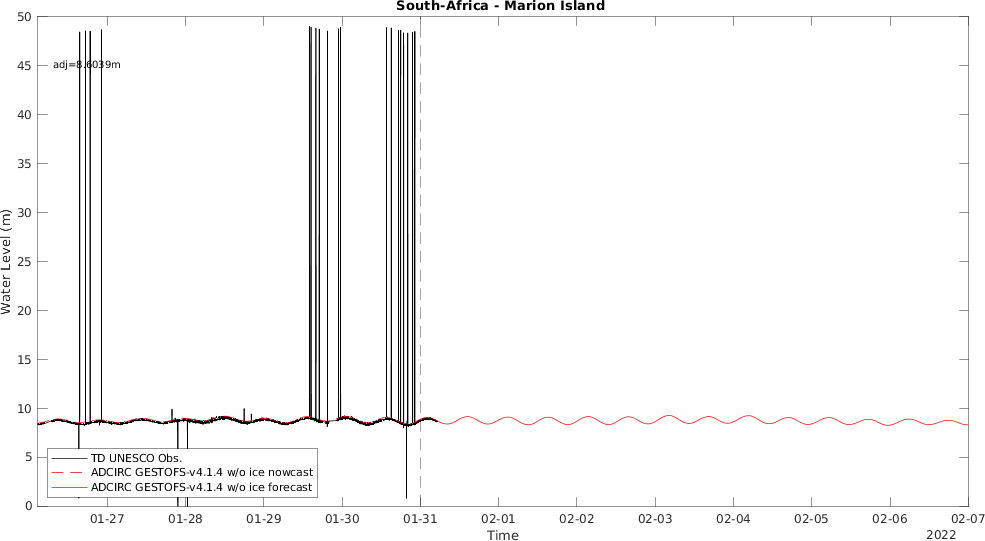 South-Africa - Marion Island
50
45
40
35
30
25
20
15
10
5
0
Water Level (m)
adj=8.6039m
TD UNESCO Obs.
ADCIRC GESTOFS-v4.1.4 w/o ice nowcast
ADCIRC GESTOFS-v4.1.4 w/o ice forecast
01-27 01-28 01-29 01-30 01-31 02-01 02-02 02-03 02-04 02-05 02-06 02-07
Time
2022